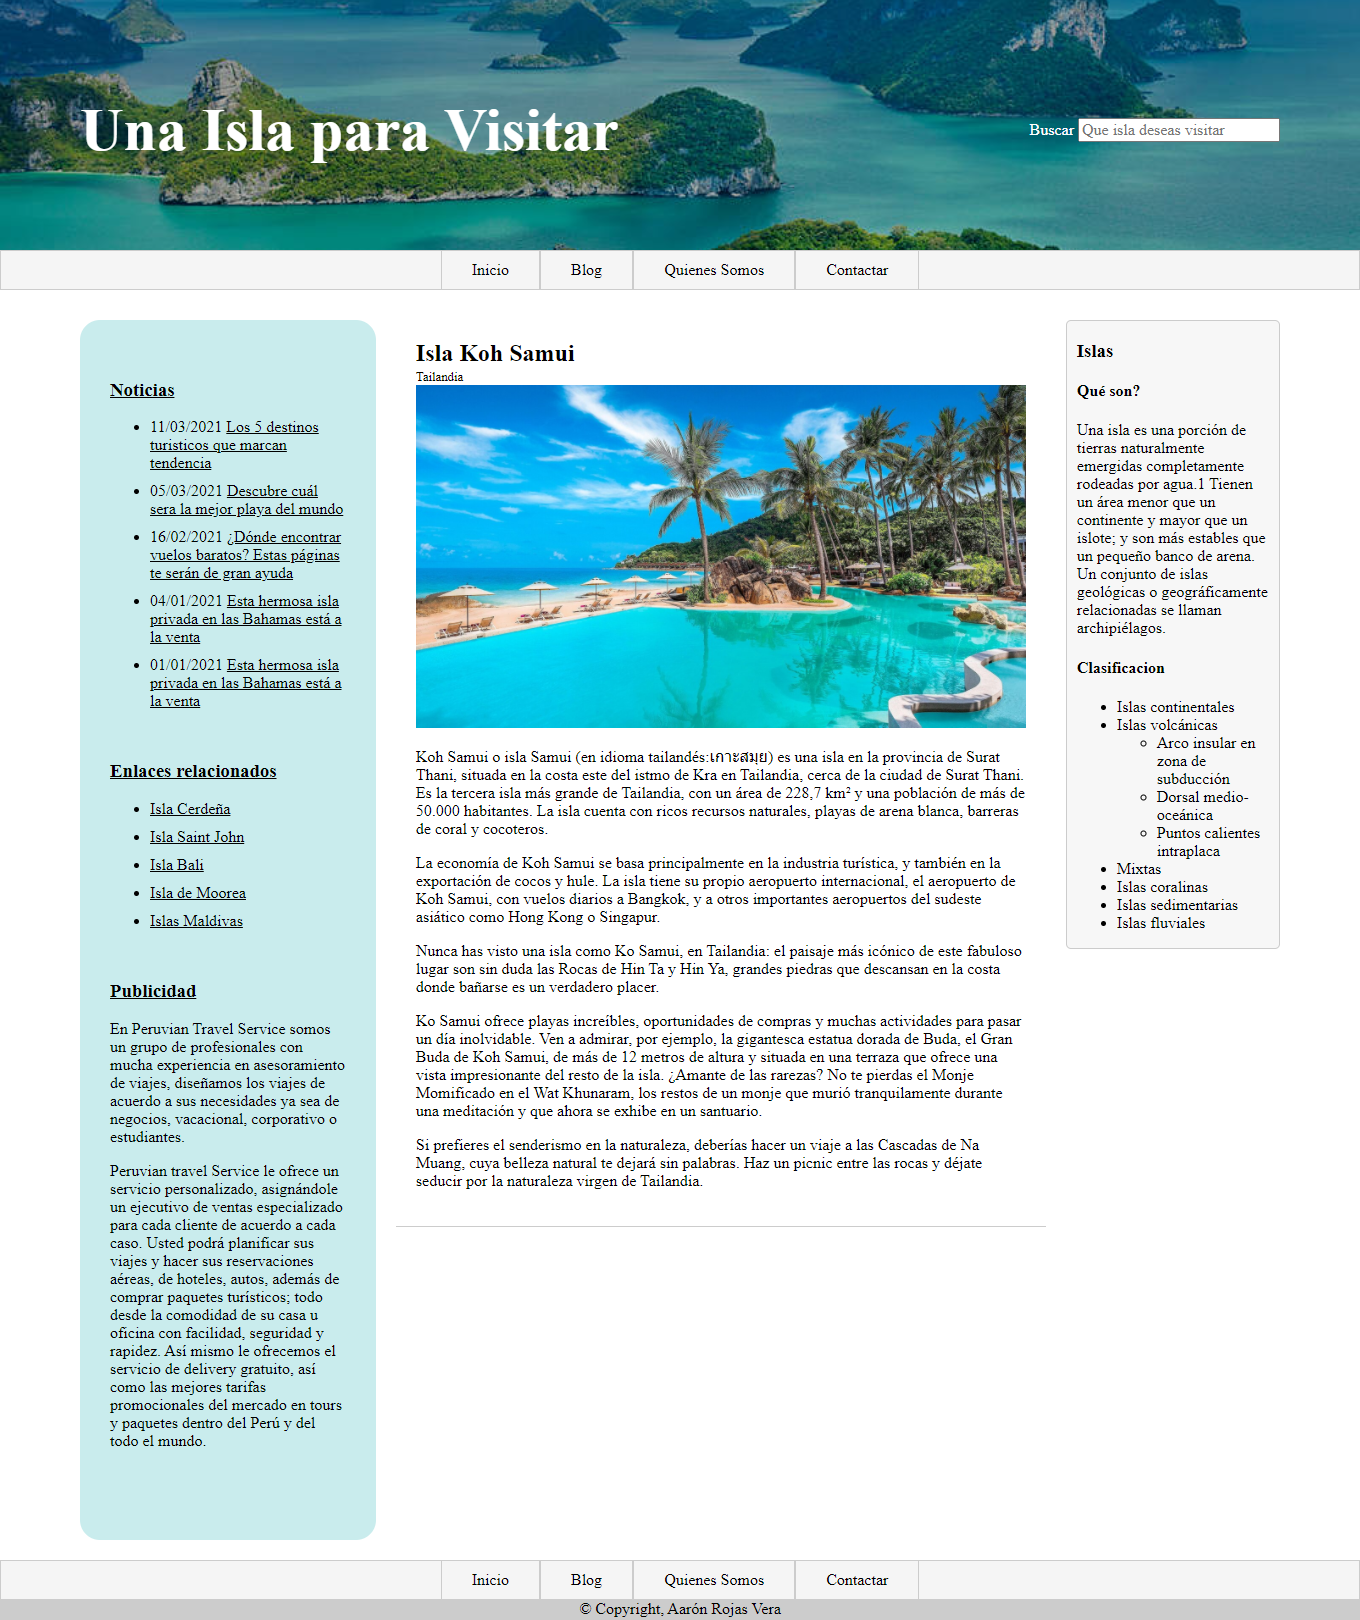 Una Isla para Visitar
Buscar Que isla deseas visitar
Inicio Blog Quienes Somos Contactar
Noticias
11/03/2021 Los 5 destinos
turisticos que marcan
tendencia
05/03/2021 Descubre cuál
sera la mejor playa del mundo
16/02/2021 ¿Dónde encontrar
vuelos baratos? Estas páginas
te serán de gran ayuda
04/01/2021 Esta hermosa isla
privada en las Bahamas está a
la venta
01/01/2021 Esta hermosa isla
privada en las Bahamas está a
la venta
Enlaces relacionados
Isla Cerdeña
Isla Saint John
Isla Bali
Isla de Moorea
Islas Maldivas
Publicidad
En Peruvian Travel Service somos
un grupo de profesionales con
mucha experiencia en asesoramiento
de viajes, diseñamos los viajes de
acuerdo a sus necesidades ya sea de
negocios, vacacional, corporativo o
estudiantes.
Peruvian travel Service le ofrece un
servicio personalizado, asignándole
un ejecutivo de ventas especializado
para cada cliente de acuerdo a cada
caso. Usted podrá planificar sus
viajes y hacer sus reservaciones
aéreas, de hoteles, autos, además de
comprar paquetes turísticos; todo
desde la comodidad de su casa u
oficina con facilidad, seguridad y
rapidez. Así mismo le ofrecemos el
servicio de delivery gratuito, así
como las mejores tarifas
promocionales del mercado en tours
y paquetes dentro del Perú y del
todo el mundo.
Isla Koh Samui
Tailandia
Koh Samui o isla Samui (en idioma tailandés:เกาะสมุย) es una isla en la provincia de Surat
Thani, situada en la costa este del istmo de Kra en Tailandia, cerca de la ciudad de Surat Thani.
Es la tercera isla más grande de Tailandia, con un área de 228,7 km² y una población de más de
50.000 habitantes. La isla cuenta con ricos recursos naturales, playas de arena blanca, barreras
de coral y cocoteros.
La economía de Koh Samui se basa principalmente en la industria turística, y también en la
exportación de cocos y hule. La isla tiene su propio aeropuerto internacional, el aeropuerto de
Koh Samui, con vuelos diarios a Bangkok, y a otros importantes aeropuertos del sudeste
asiático como Hong Kong o Singapur.
Nunca has visto una isla como Ko Samui, en Tailandia: el paisaje más icónico de este fabuloso
lugar son sin duda las Rocas de Hin Ta y Hin Ya, grandes piedras que descansan en la costa
donde bañarse es un verdadero placer.
Ko Samui ofrece playas increíbles, oportunidades de compras y muchas actividades para pasar
un día inolvidable. Ven a admirar, por ejemplo, la gigantesca estatua dorada de Buda, el Gran
Buda de Koh Samui, de más de 12 metros de altura y situada en una terraza que ofrece una
vista impresionante del resto de la isla. ¿Amante de las rarezas? No te pierdas el Monje
Momificado en el Wat Khunaram, los restos de un monje que murió tranquilamente durante
una meditación y que ahora se exhibe en un santuario.
Si prefieres el senderismo en la naturaleza, deberías hacer un viaje a las Cascadas de Na
Muang, cuya belleza natural te dejará sin palabras. Haz un picnic entre las rocas y déjate
seducir por la naturaleza virgen de Tailandia.
Islas
Qué son?
Una isla es una porción de
tierras naturalmente
emergidas completamente
rodeadas por agua.1 Tienen
un área menor que un
continente y mayor que un
islote; y son más estables que
un pequeño banco de arena.
Un conjunto de islas
geológicas o geográficamente
relacionadas se llaman
archipiélagos.
Clasificacion
Islas continentales
Islas volcánicas
Arco insular en
zona de
subducción
Dorsal medio-
oceánica
Puntos calientes
intraplaca
Mixtas
Islas coralinas
Islas sedimentarias
Islas fluviales
Inicio Blog Quienes Somos Contactar
© Copyright, Aarón Rojas Vera